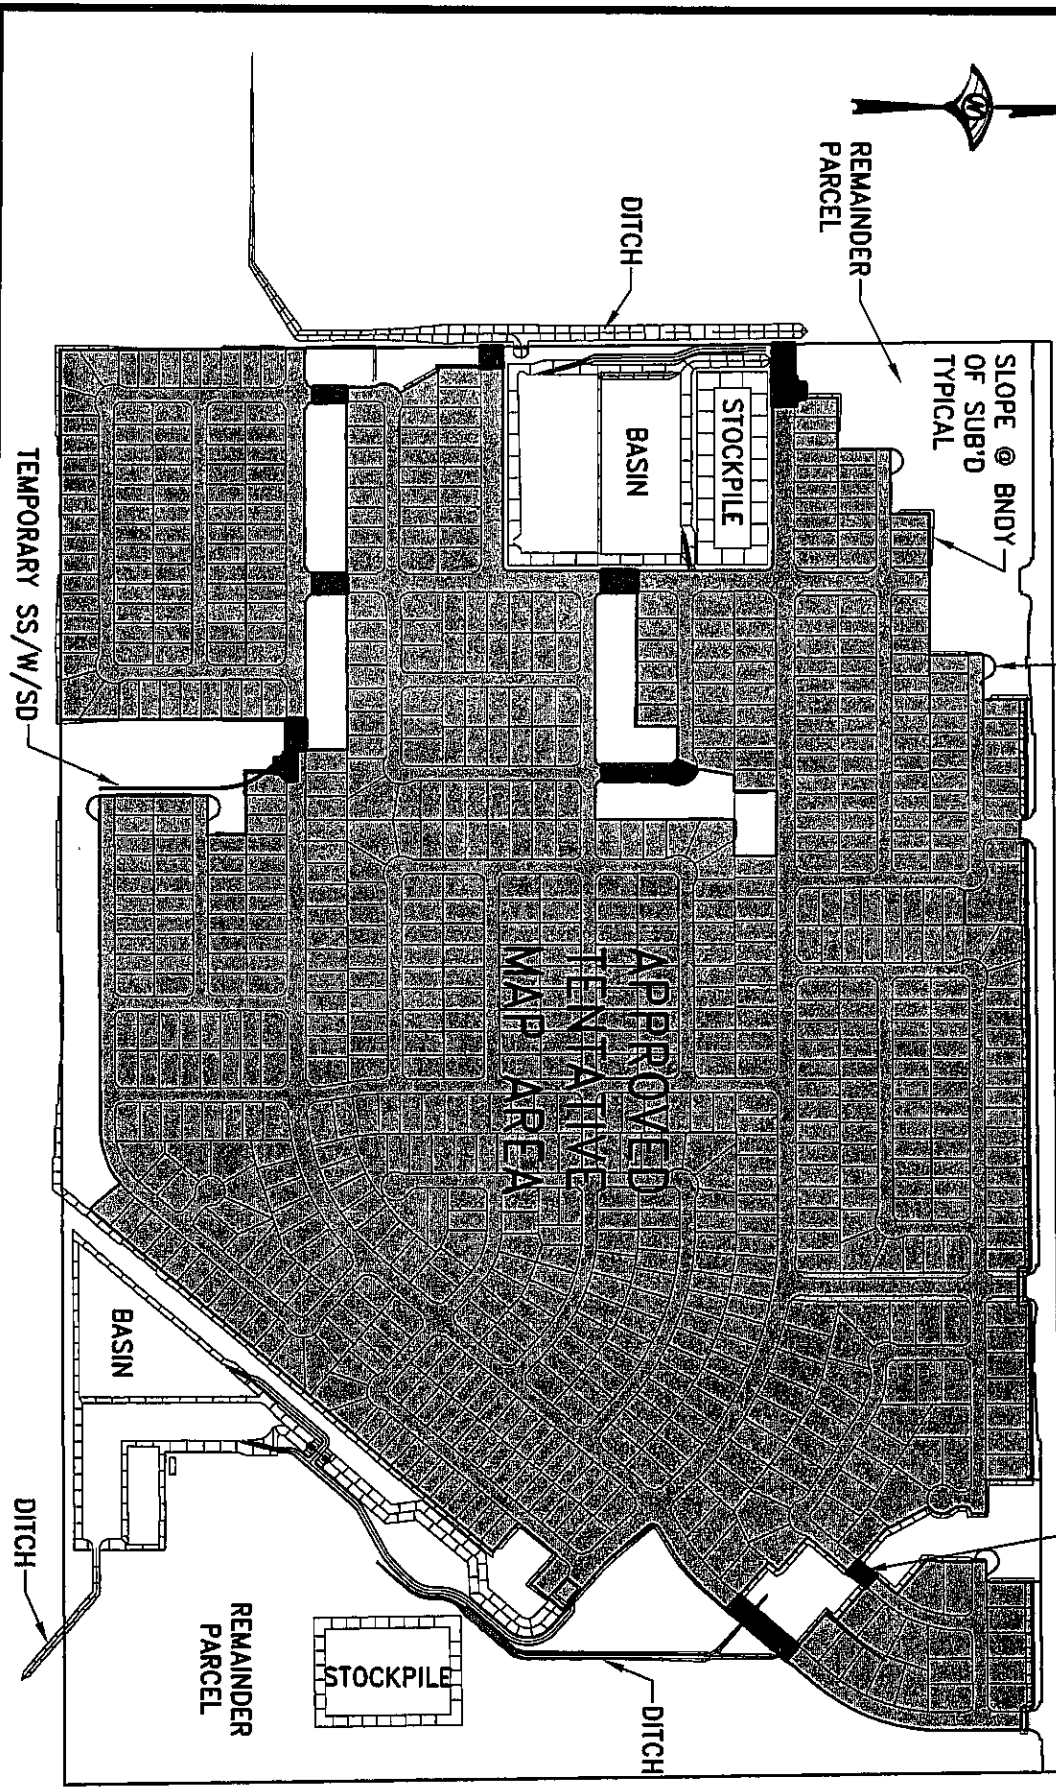 REMAINDER
PARCEL
SLOPE @ BNDY
OF SUB'D
TYPICAL
DITCH
STOCKPILE
BASIN
TEMPORARY SS/W/SD
APPROVED
TENTATIVE
MAP AREA
BASIN
DITCH
REMAINDER
PARCEL
STOCKPILE
DITCH